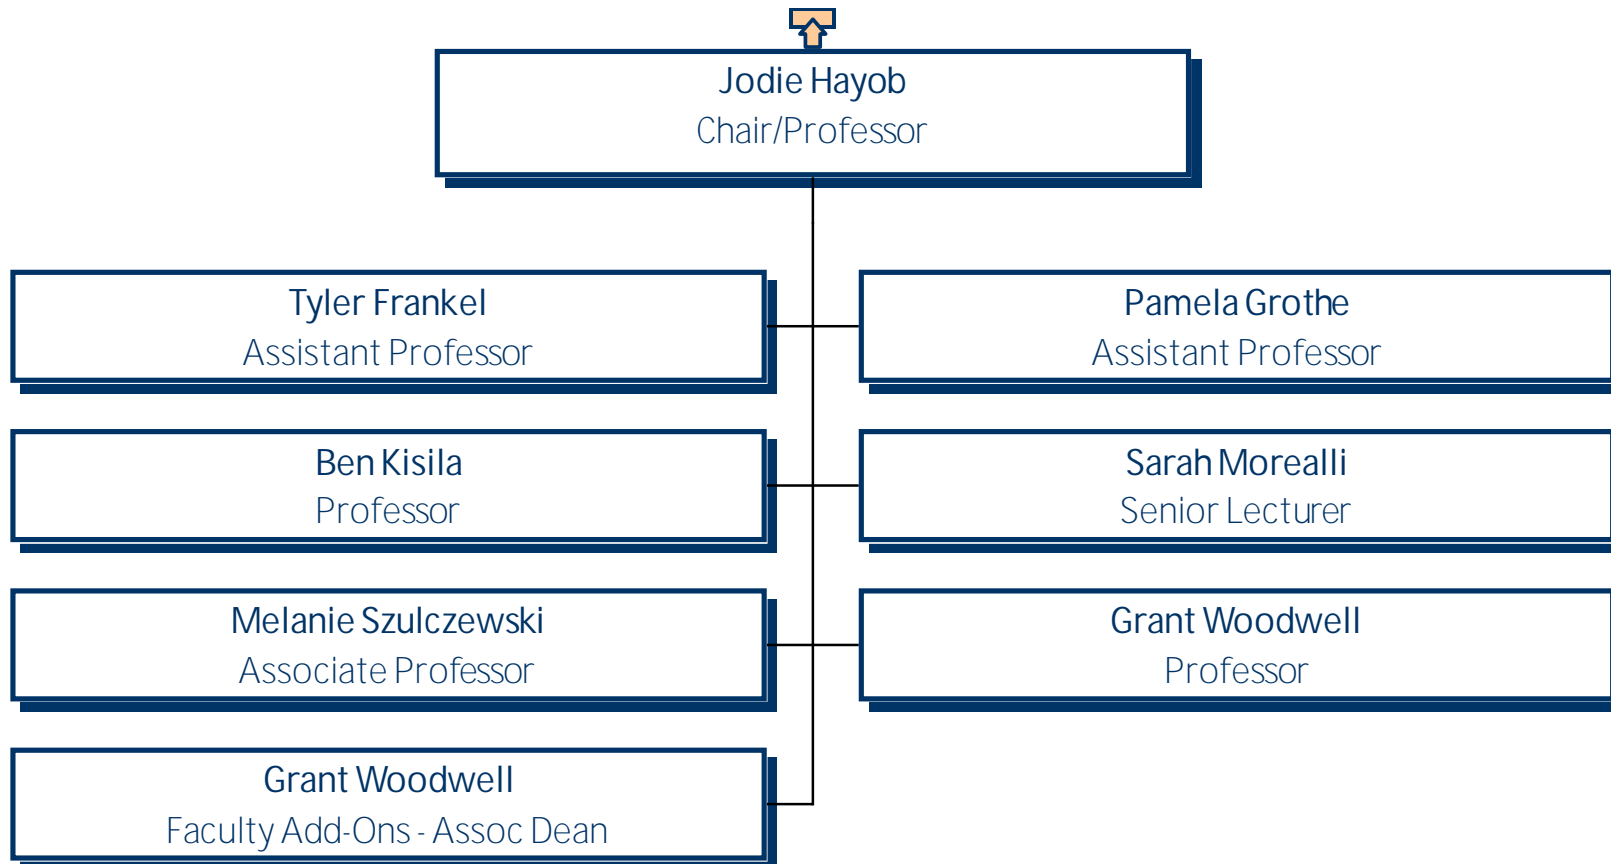 Jodie Hayob
Chair/Professor
Tyler Frankel
Assistant Professor
Pamela Grothe
Assistant Professor
Ben Kisila
Professor
Sarah Morealli
Senior Lecturer
Melanie Szulczewski
Associate Professor
Grant Woodwell
Professor
Grant Woodwell
Faculty Add-Ons - Assoc Dean